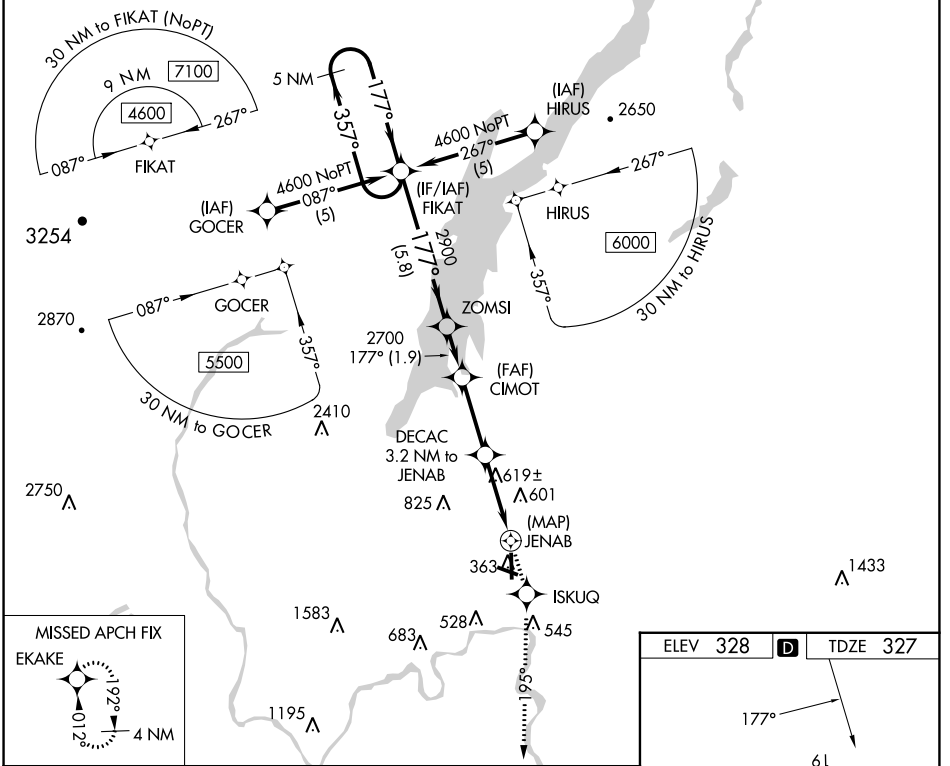 30 NM to FIKAT (NoPT)
7100
9 NM
4600
087°
267°
FIKAT
5 NM
177°
357°
(IAF)
HIRUS
2650
4600 NoPT
267°
(5)
4600 NoPT
087°
(5)
(IAF)
GOCER
(IF/IAF)
FIKAT
267°
HIRUS
6000
357°
30 NM to HIRUS
3254
2900
177°
(5.8)
087°
GOCER
357°
5500
30 NM to GOCER
2870
ZOMSI
2700
177° (1.9)
(FAF)
CIMOT
2410
DECAC
3.2 NM to
JENAB
619±
601
825
2750
(MAP)
JENAB
363
ISKUQ
1433
1583
683
528
545
195°
1195
MISSED APCH FIX
EKAKE
192°
012°
4 NM
ELEV 328
D
TDZE 327
177°
6L